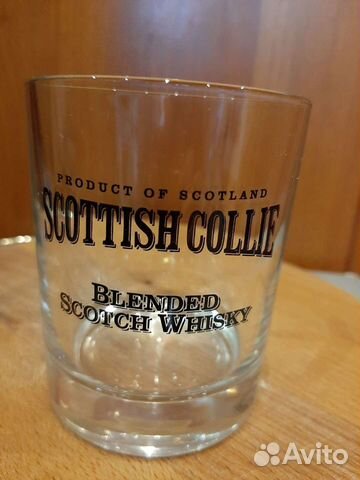 PRODUCT OF SCOTLAND
SCOTTISH COLLIE
BLENDED
SCOTCH WHISKY
Avito